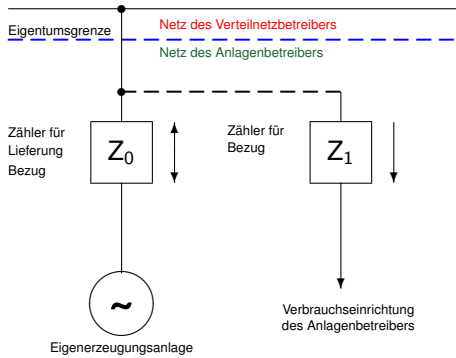 Netz des Verteilnetzbetreibers
Eigentumsgrenze
Netz des Anlagenbetreibers
Zähler für
Lieferung
Bezug
Z0
Zähler für
Bezug
Z1
~
Verbrauchseinrichtung
des Anlagenbetreibers
Eigenerzeugungsanlage